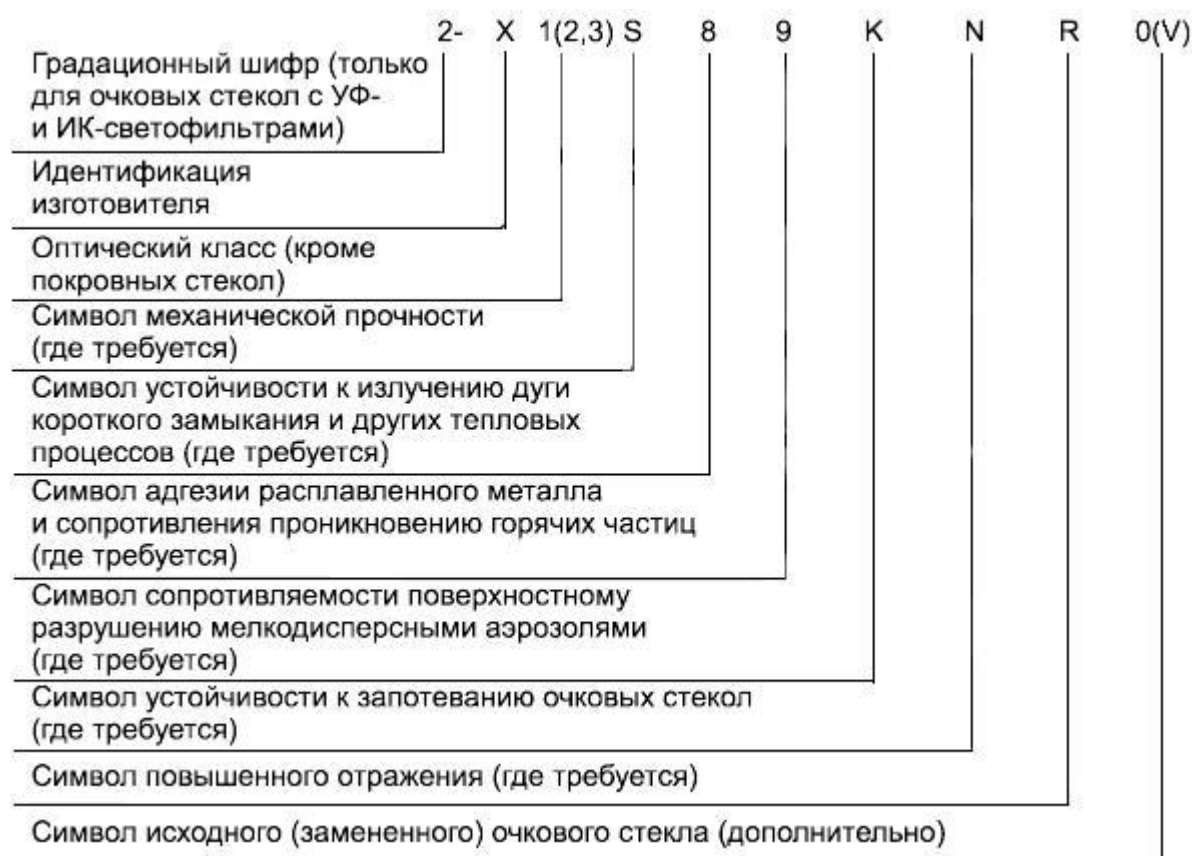 2- X 1(2,3) S 8 9 K N R 0(V)
Градационный шифр (только
для очковых стекол с УФ-
и ИК-светофильтрами)
Идентификация
изготовителя
Оптический класс (кроме
покровных стекол)
Символ механической прочности
(где требуется)
Символ устойчивости к излучению дуги
короткого замыкания и других тепловых
процессов (где требуется)
Символ адгезии расплавленного металла
и сопротивления проникновению горячих частиц
(где требуется)
Символ сопротивляемости поверхностному
разрушению мелкодисперсными аэрозолями
(где требуется)
Символ устойчивости к запотеванию очковых стекол
(где требуется)
Символ повышенного отражения (где требуется)
Символ исходного (замененного) очкового стекла (дополнительно)